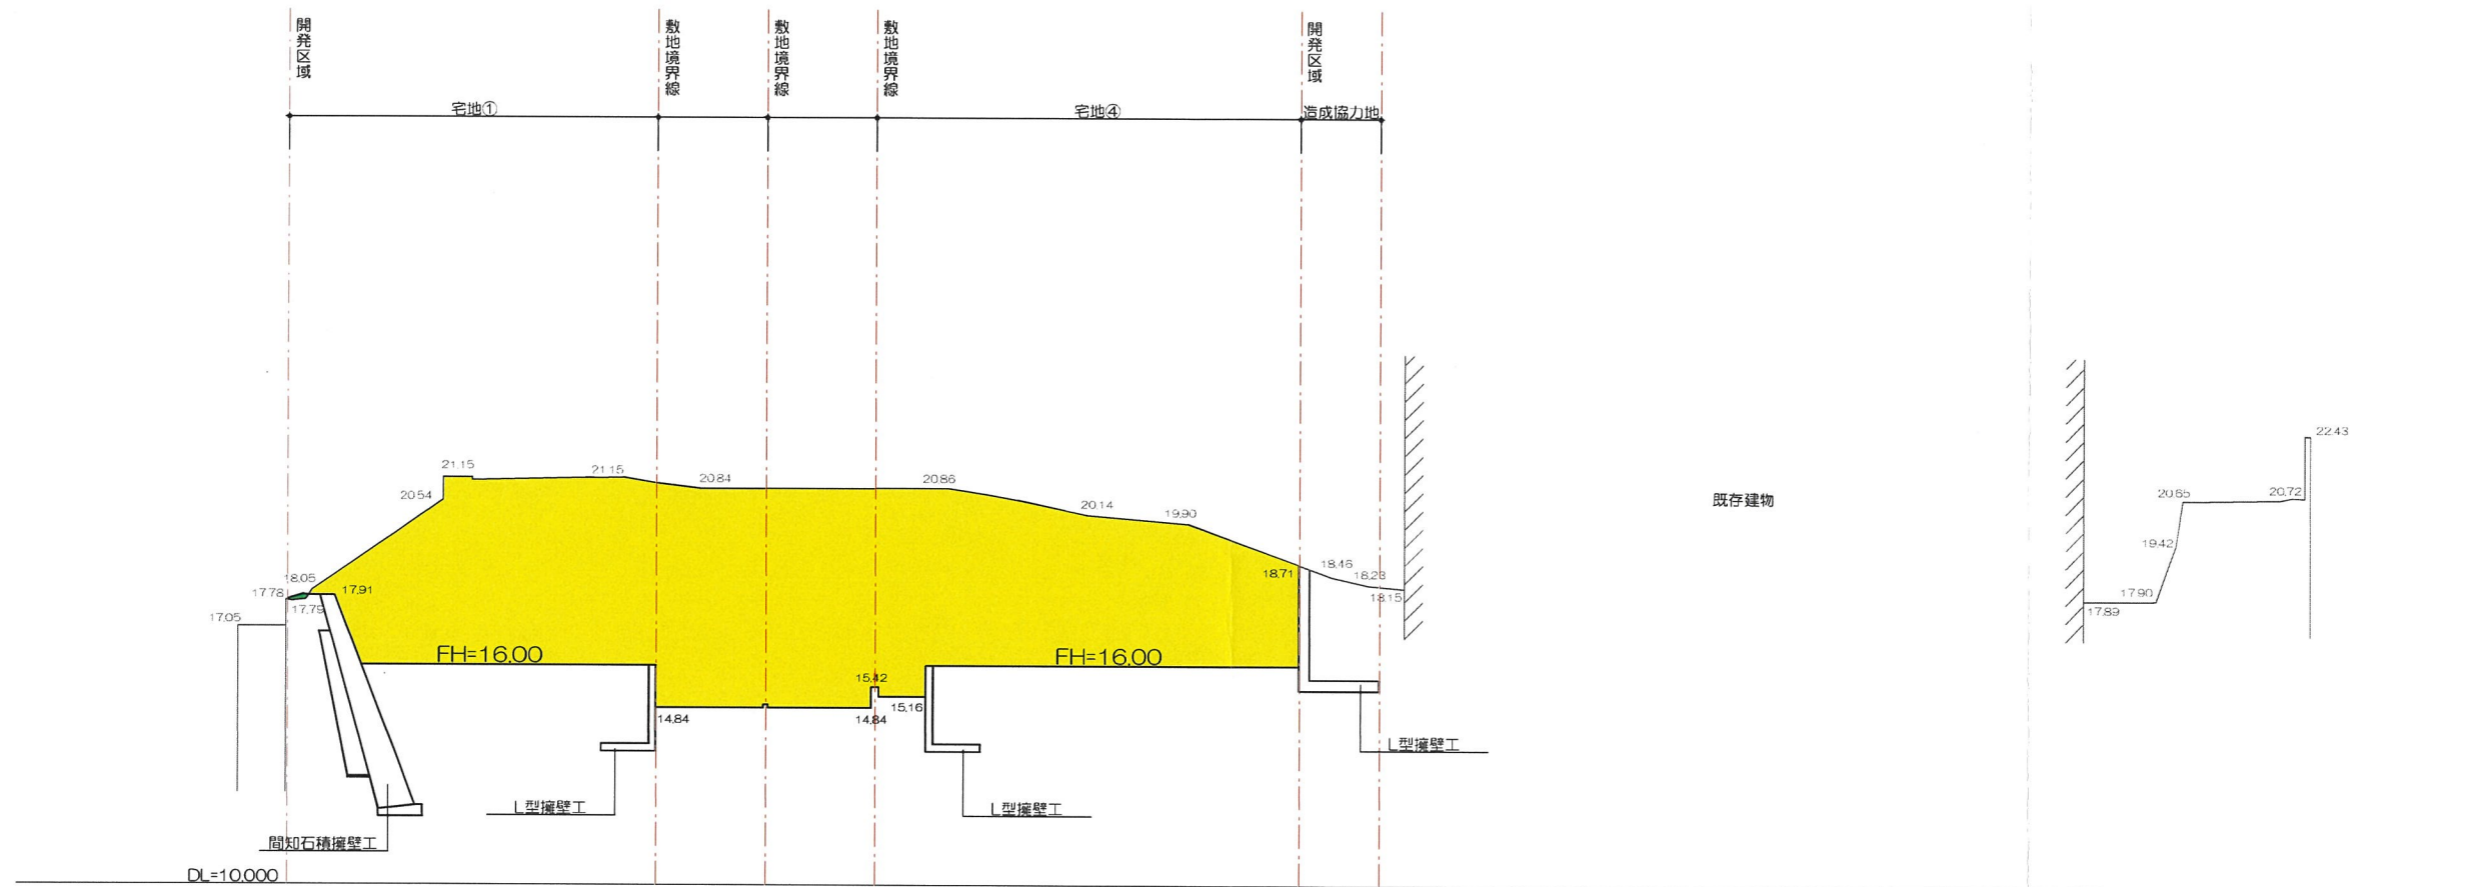 開発区域
敷地境界線
敷地境界線
敷地境界線
開発区域
宅地①
宅地④
造成協力地
22.43
21.15
21.15
20.84
20.86
20.54
20.14
19.90
既存建物
20.65
20.72
19.42
18.05
17.78
17.91
17.79
17.05
18.71
18.46
18.23
18.15
17.90
17.89
FH=16.00
FH=16.00
15.42
15.16
14.84
14.84
L型擁壁工
L型擁壁工
L型擁壁工
間知石積擁壁工
DL=10.000